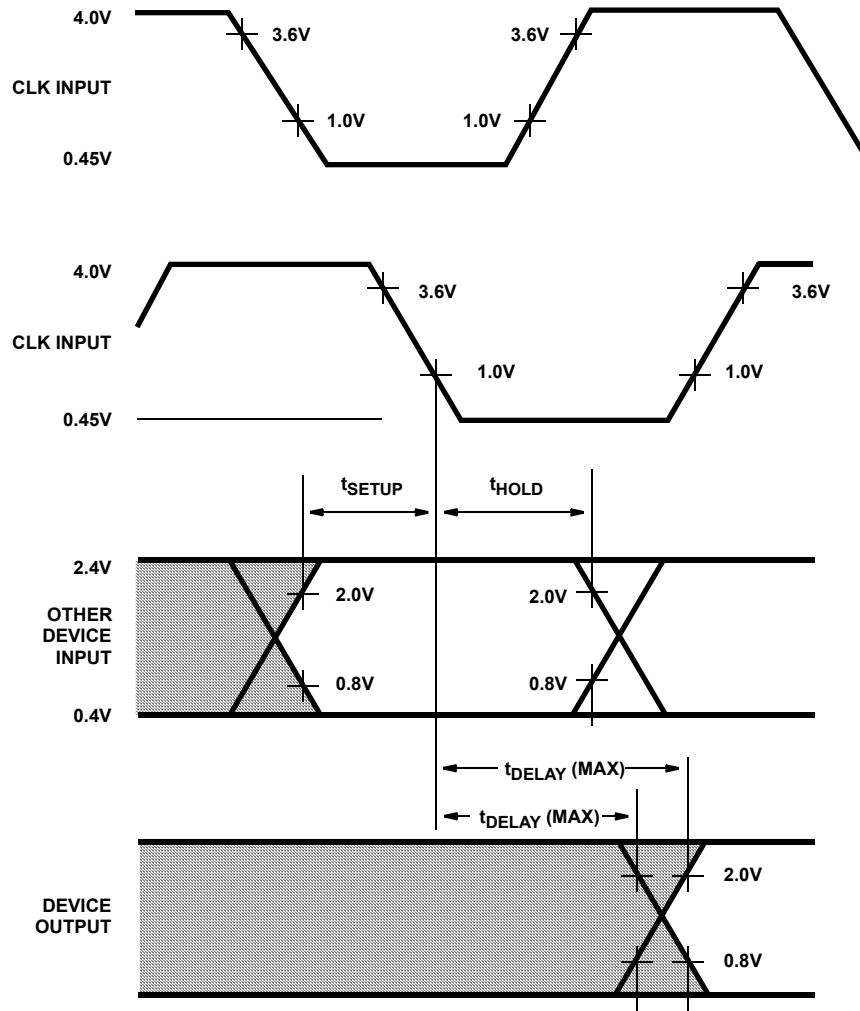 4.0V
3.6V
3.6V
CLK INPUT
1.0V
1.0V
0.45V
4.0V
3.6V
3.6V
CLK INPUT
1.0V
1.0V
0.45V
tSETUP
tHOLD
2.4V
2.0V
2.0V
OTHER
DEVICE
INPUT
0.8V
0.8V
0.4V
tDELAY (MAX)
tDELAY (MAX)
2.0V
DEVICE
OUTPUT
0.8V